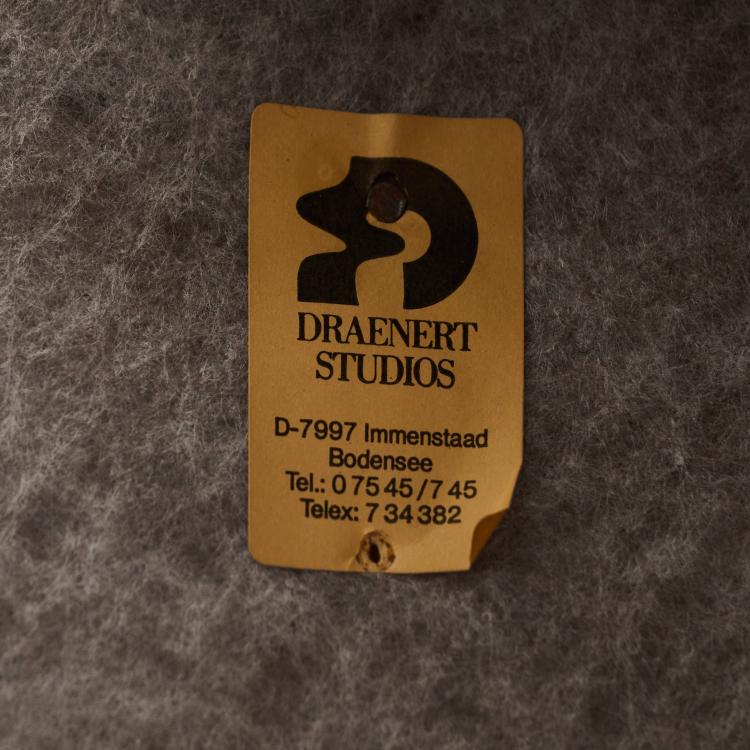 DRAENERT
STUDIOS
D-7997 Immenstaad
Bodensee
Tel.: 0 75 45 / 7 45
Telex: 7 34 382